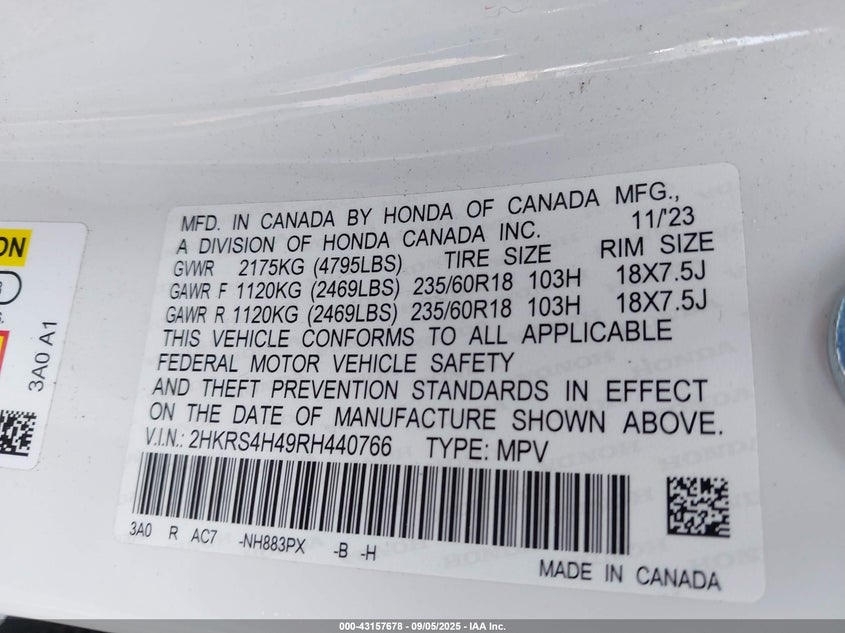 MFD. IN CANADA BY HONDA OF CANADA MFG.,
A DIVISION OF HONDA CANADA INC. 11/'23
GVWR 2175KG (4795LBS) TIRE SIZE RIM SIZE
GAWR F 1120KG (2469LBS) 235/60R18 103H 18X7.5J
GAWR R 1120KG (2469LBS) 235/60R18 103H 18X7.5J
THIS VEHICLE CONFORMS TO ALL APPLICABLE
FEDERAL MOTOR VEHICLE SAFETY
AND THEFT PREVENTION STANDARDS IN EFFECT
ON THE DATE OF MANUFACTURE SHOWN ABOVE.
V.I.N.: 2HKRS4H49RH440766 TYPE: MPV
3A0 R AC7 -NH883PX -B -H
MADE IN CANADA
3A0 A1
000-43157678 - 09/05/2025 - IAA Inc.